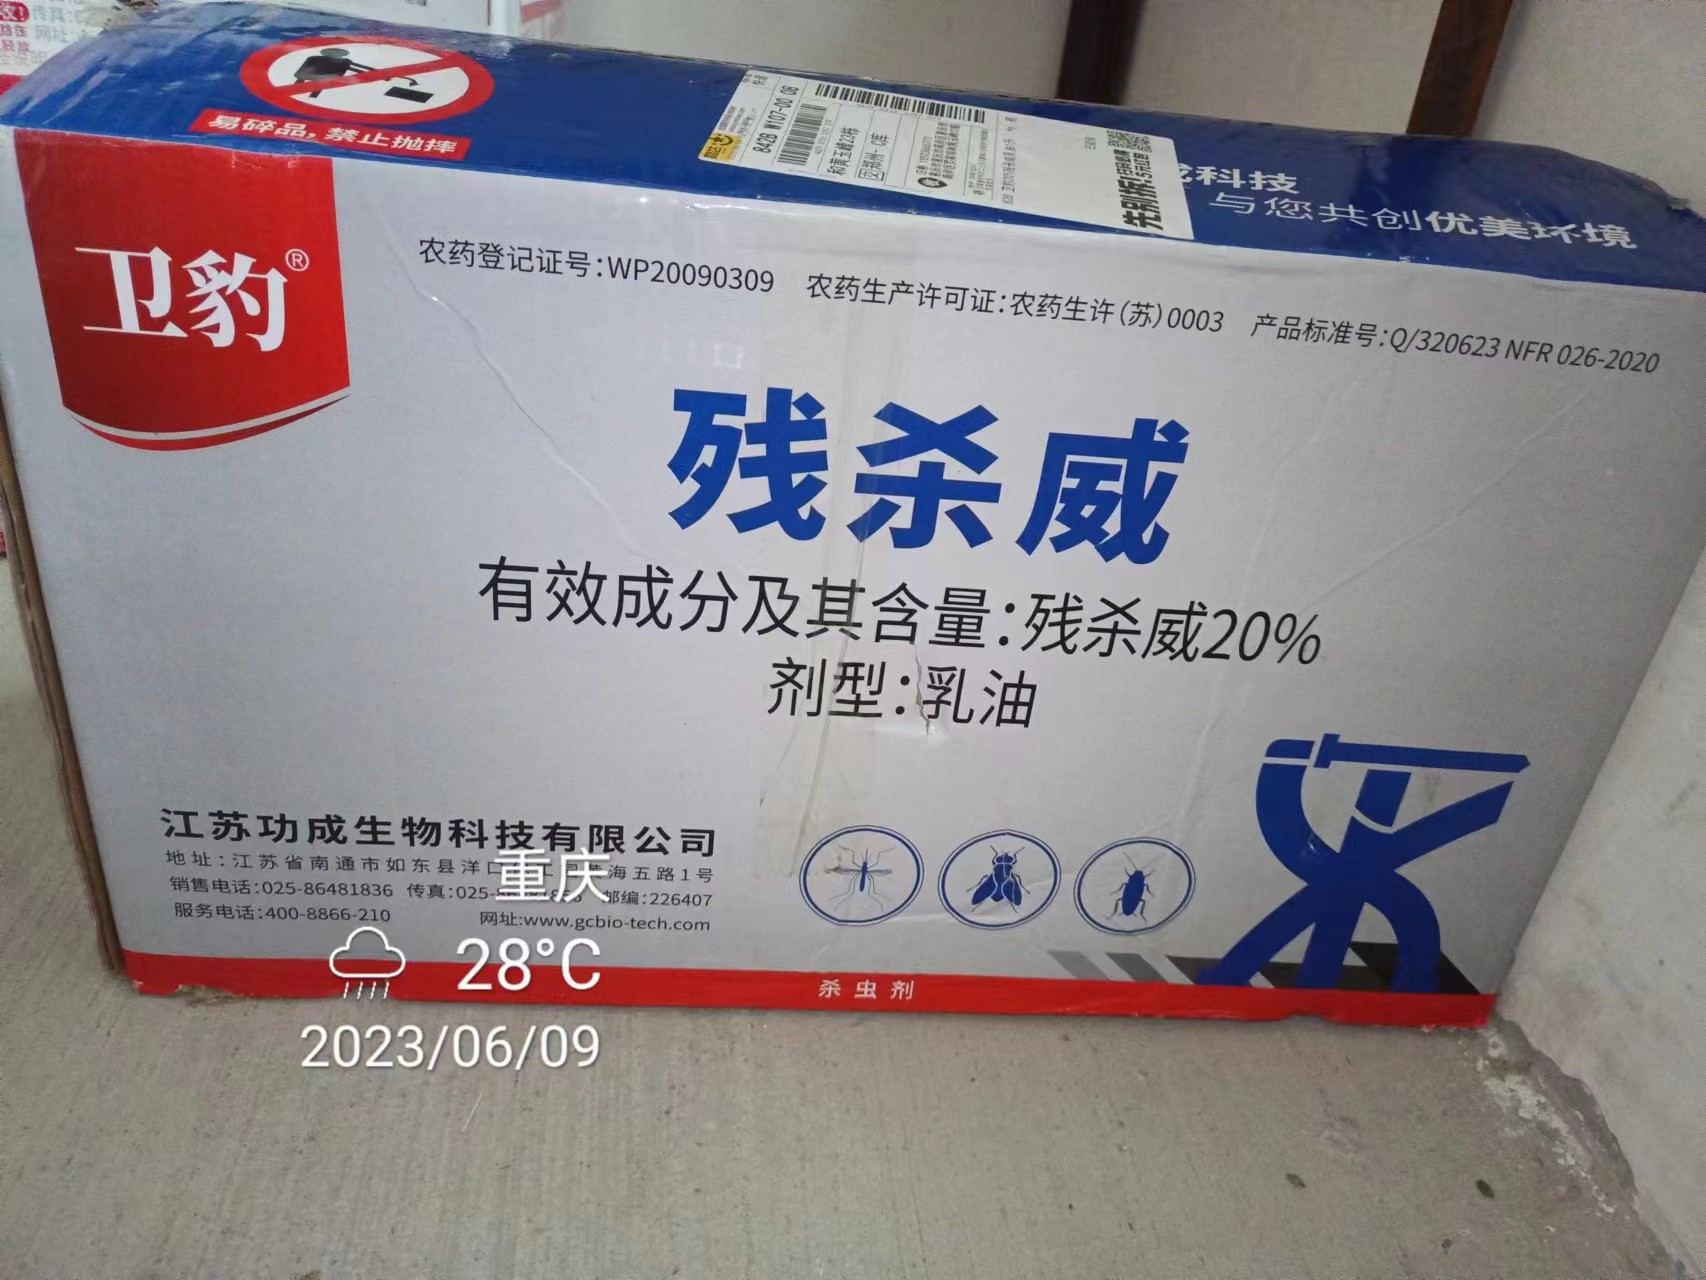 易碎品，禁止抛摔
8428 W107-00 08
科技
与您共创优美环境
卫豹®
农药登记证号：WP20090309 农药生产许可证：农药生许（苏）0003 产品标准号：Q/320623 NFR 026-2020
残杀威
有效成分及其含量：残杀威20%
剂型：乳油
江苏功成生物科技有限公司
地址：江苏省南通市如东县洋口 海五路1号
销售电话：025-86481836 传真：025- 邮编：226407
服务电话：400-8866-210 网址：www.gcbio-tech.com
杀虫剂
重庆
28°C
2023/06/09